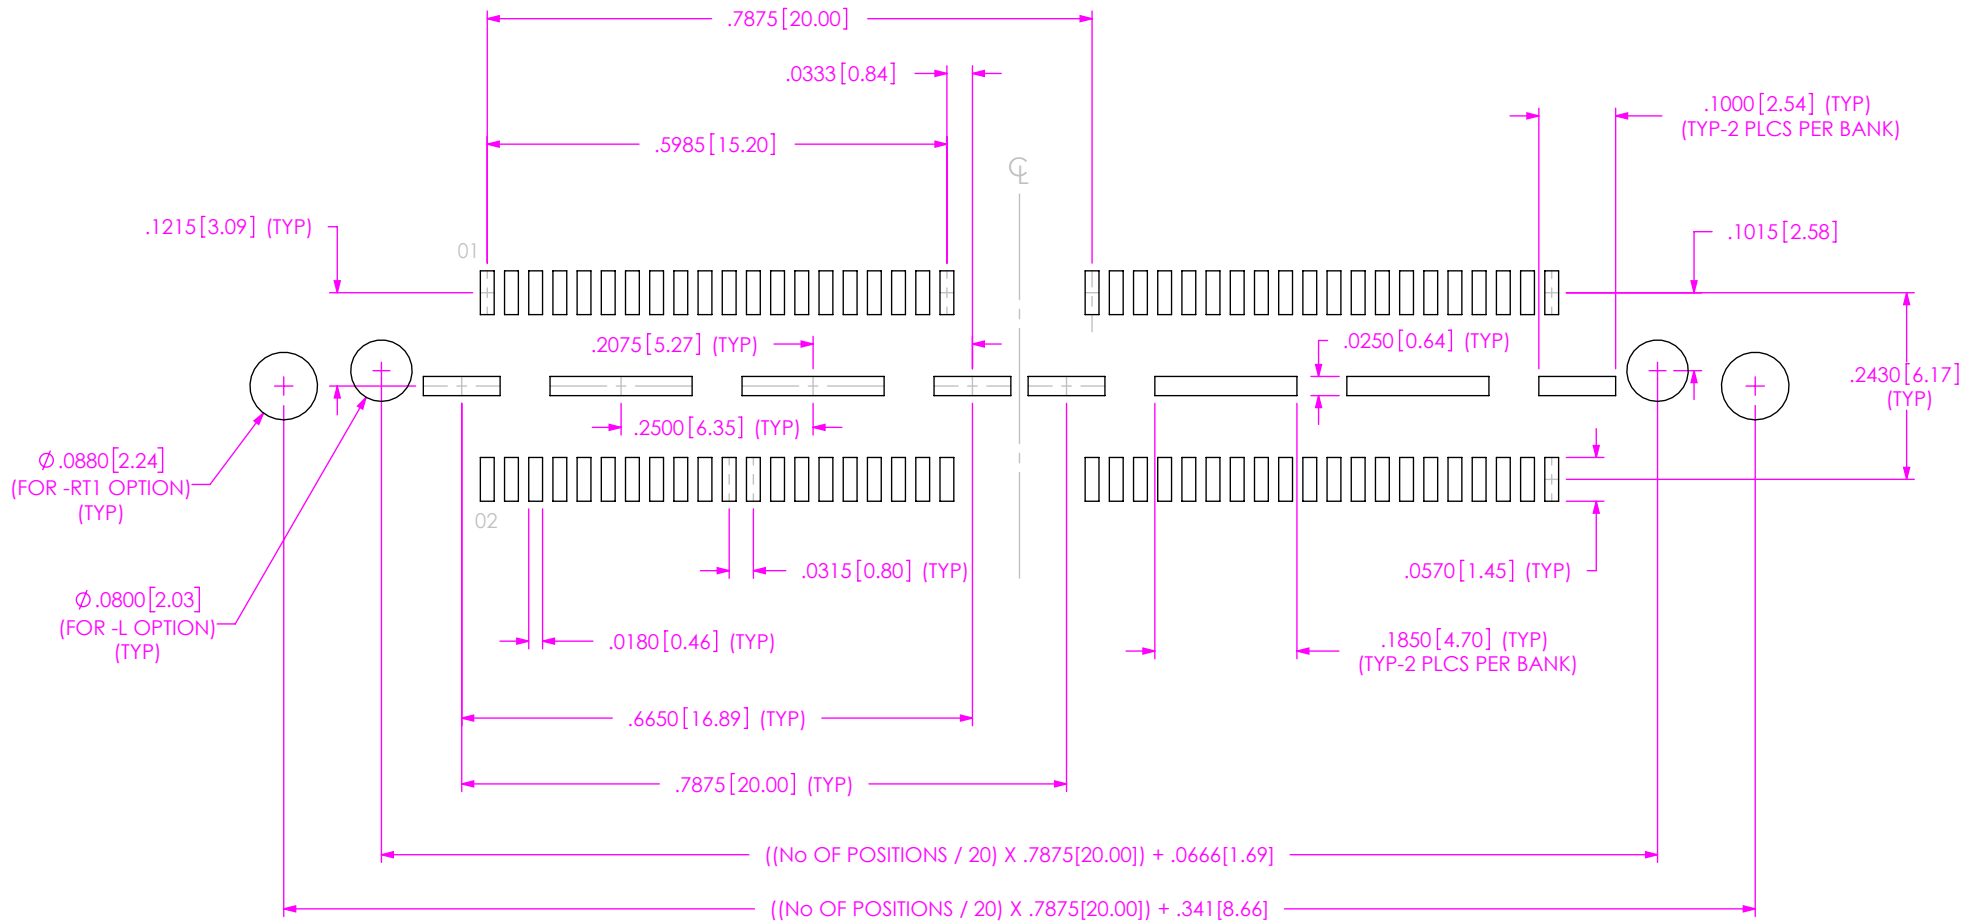 .7875[20.00]
.0333[0.84]
.1000[2.54] (TYP)
(TYP-2 PLCS PER BANK)
.5985[15.20]
℄
.1215[3.09] (TYP)
.1015[2.58]
01
.2075[5.27] (TYP)
.0250[0.64] (TYP)
.2430[6.17]
(TYP)
.2500[6.35] (TYP)
Ø.0880[2.24]
(FOR -RT1 OPTION)
(TYP)
02
.0315[0.80] (TYP)
.0570[1.45] (TYP)
Ø.0800[2.03]
(FOR -L OPTION)
(TYP)
.0180[0.46] (TYP)
.1850[4.70] (TYP)
(TYP-2 PLCS PER BANK)
.6650[16.89] (TYP)
.7875[20.00] (TYP)
((No OF POSITIONS / 20) X .7875[20.00]) + .0666[1.69]
((No OF POSITIONS / 20) X .7875[20.00]) + .341[8.66]